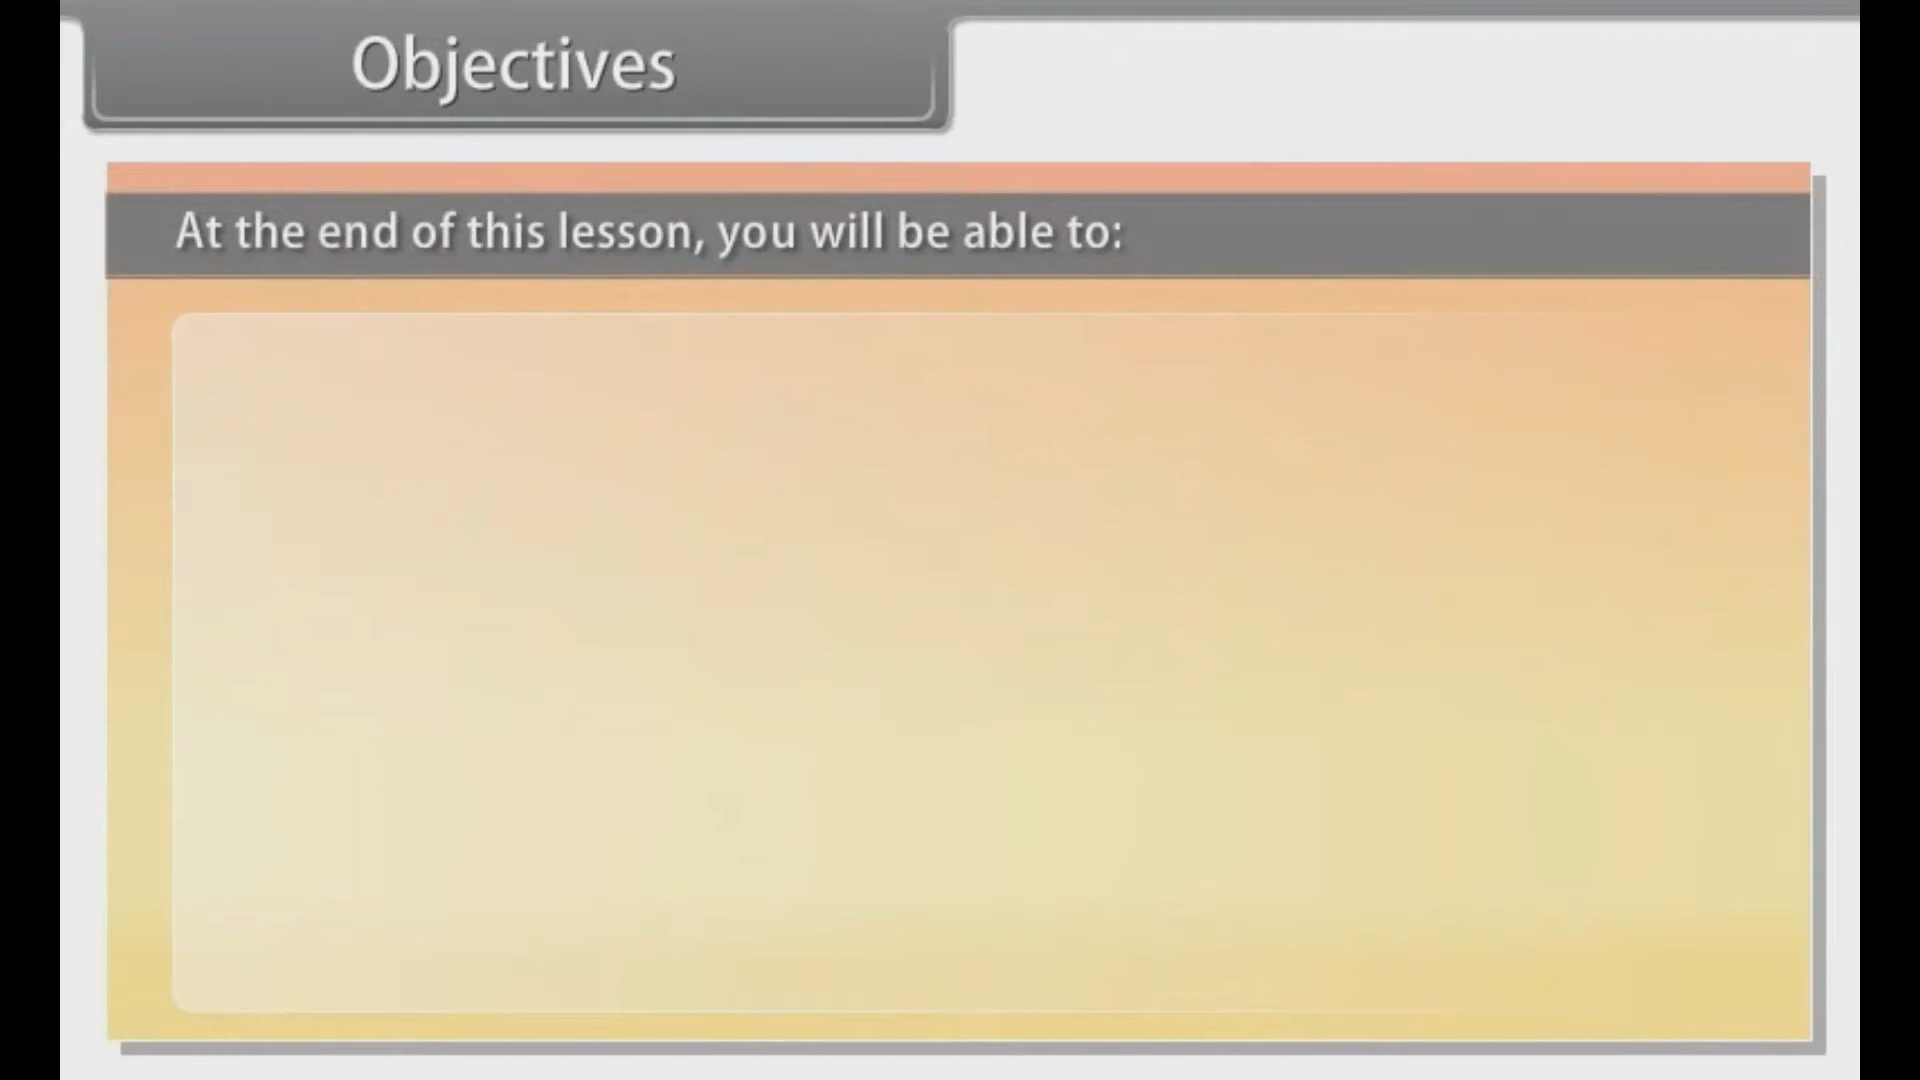 Objectives
At the end of this lesson, you will be able to: